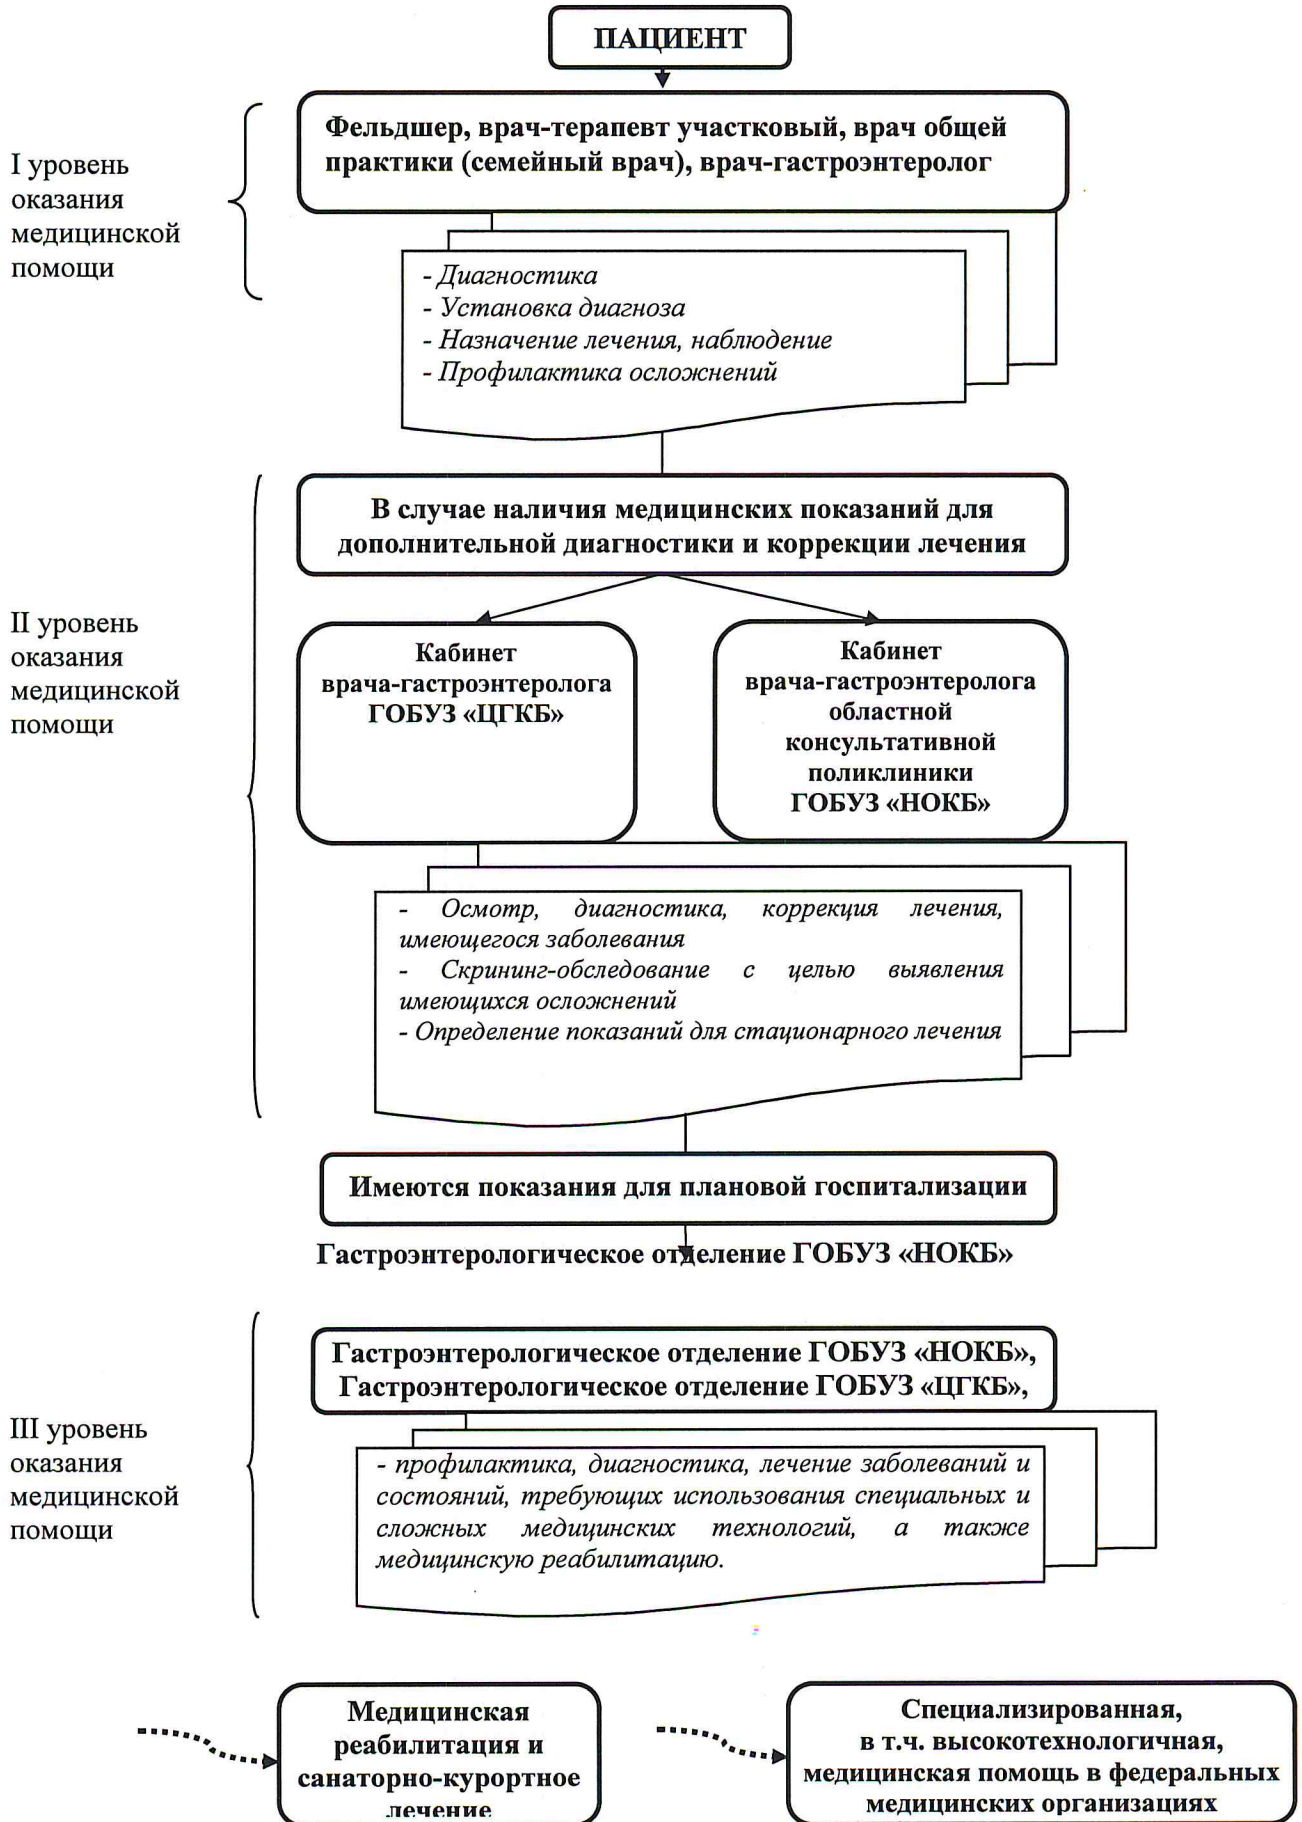 ПАЦИЕНТ
Фельдшер, врач-терапевт участковый, врач общей
практики (семейный врач), врач-гастроэнтеролог
I уровень
оказания
медицинской
помощи
- Диагностика
- Установка диагноза
- Назначение лечения, наблюдение
- Профилактика осложнений
В случае наличия медицинских показаний для
дополнительной диагностики и коррекции лечения
II уровень
оказания
медицинской
помощи
Кабинет
врача-гастроэнтеролога
ГОБУЗ «ЦГКБ»
Кабинет
врача-гастроэнтеролога
областной
консультативной
поликлиники
ГОБУЗ «НОКБ»
- Осмотр, диагностика, коррекция лечения,
имеющегося заболевания
- Скрининг-обследование с целью выявления
имеющихся осложнений
- Определение показаний для стационарного лечения
Имеются показания для плановой госпитализации
Гастроэнтерологическое отделение ГОБУЗ «НОКБ»
Гастроэнтерологическое отделение ГОБУЗ «НОКБ»,
Гастроэнтерологическое отделение ГОБУЗ «ЦГКБ»,
III уровень
оказания
медицинской
помощи
- профилактика, диагностика, лечение заболеваний и
состояний, требующих использования специальных и
сложных медицинских технологий, а также
медицинскую реабилитацию.
Медицинская
реабилитация и
санаторно-курортное
лечение
Специализированная,
в т.ч. высокотехнологичная,
медицинская помощь в федеральных
медицинских организациях